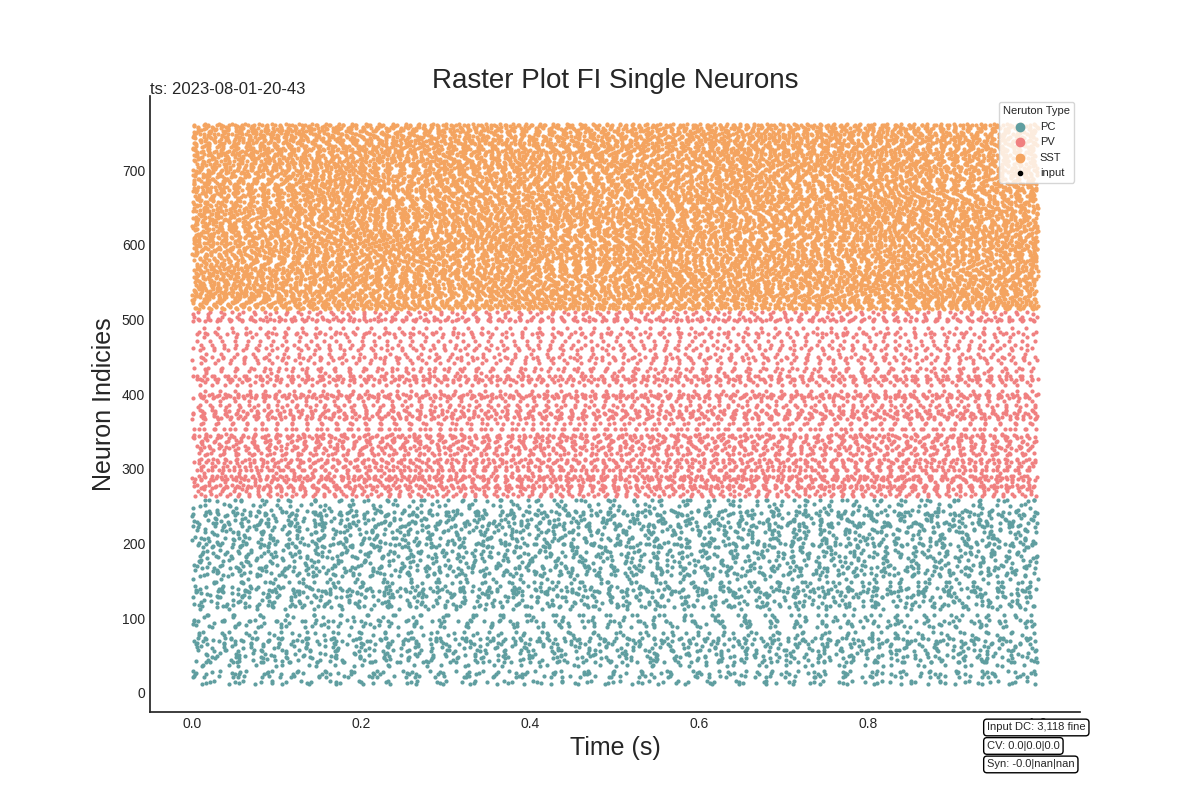 Raster Plot FI Single Neurons
ts: 2023-08-01-20-43
Neruton Type
PC
PV
SST
input
700
600
500
400
300
200
100
0
Neuron Indicies
0.0 0.2 0.4 0.6 0.8
Time (s)
Input DC: 3,118 fine
CV: 0.0|0.0|0.0
Syn: -0.0|nan|nan